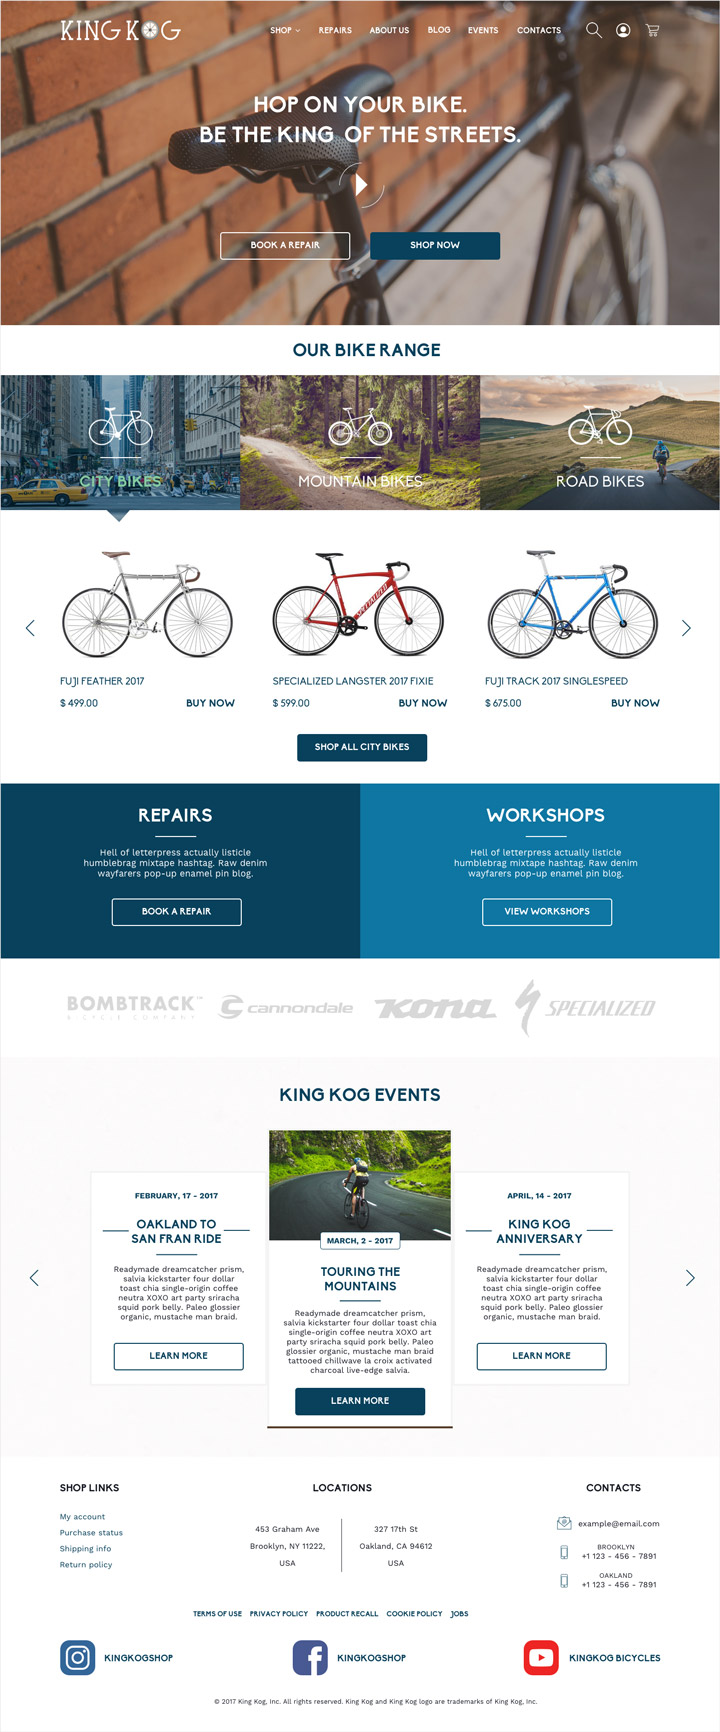 KING KOG
SHOP REPAIRS ABOUT US BLOG EVENTS CONTACTS
HOP ON YOUR BIKE.
BE THE KING OF THE STREETS.
BOOK A REPAIR
SHOP NOW
OUR BIKE RANGE
CITY BIKES
MOUNTAIN BIKES
ROAD BIKES
SPECIALIZED
FUJI FEATHER 2017
$ 499.00 BUY NOW
SPECIALIZED LANGSTER 2017 FIXIE
$ 599.00 BUY NOW
FUJI TRACK 2017 SINGLESPEED
$ 675.00 BUY NOW
SHOP ALL CITY BIKES
REPAIRS
Hell of letterpress actually listicle
humblebrag mixtape hashtag. Raw denim
wayfarers pop-up enamel pin blog.
BOOK A REPAIR
WORKSHOPS
Hell of letterpress actually listicle
humblebrag mixtape hashtag. Raw denim
wayfarers pop-up enamel pin blog.
VIEW WORKSHOPS
BOMBTRACK™
A CYCLE COMPANY
cannondale
KONA
SPECIALIZED
KING KOG EVENTS
FEBRUARY, 17 - 2017
OAKLAND TO
SAN FRAN RIDE
Readymade dreamcatcher prism,
salvia kickstarter four dollar
toast chia single-origin coffee
neutra XOXO art party sriracha
squid pork belly. Paleo glossier
organic, mustache man braid.
LEARN MORE
MARCH, 2 - 2017
TOURING THE
MOUNTAINS
Readymade dreamcatcher prism,
salvia kickstarter four dollar toast chia
single-origin coffee neutra XOXO art
party sriracha squid pork belly. Paleo
glossier organic, mustache man braid
tattooed chillwave la croix activated
charcoal live-edge salvia.
LEARN MORE
APRIL, 14 - 2017
KING KOG
ANNIVERSARY
Readymade dreamcatcher prism,
salvia kickstarter four dollar
toast chia single-origin coffee
neutra XOXO art party sriracha
squid pork belly. Paleo glossier
organic, mustache man braid.
LEARN MORE
SHOP LINKS
My account
Purchase status
Shipping info
Return policy
LOCATIONS
453 Graham Ave
Brooklyn, NY 11222,
USA
327 17th St
Oakland, CA 94612
USA
CONTACTS
example@email.com
BROOKLYN
+1 123 - 456 - 7891
OAKLAND
+1 123 - 456 - 7891
TERMS OF USE PRIVACY POLICY PRODUCT RECALL COOKIE POLICY JOBS
KINGKOGSHOP
KINGKOGSHOP
KINGKOG BICYCLES
© 2017 King Kog, Inc. All rights reserved. King Kog and King Kog logo are trademarks of King Kog, Inc.